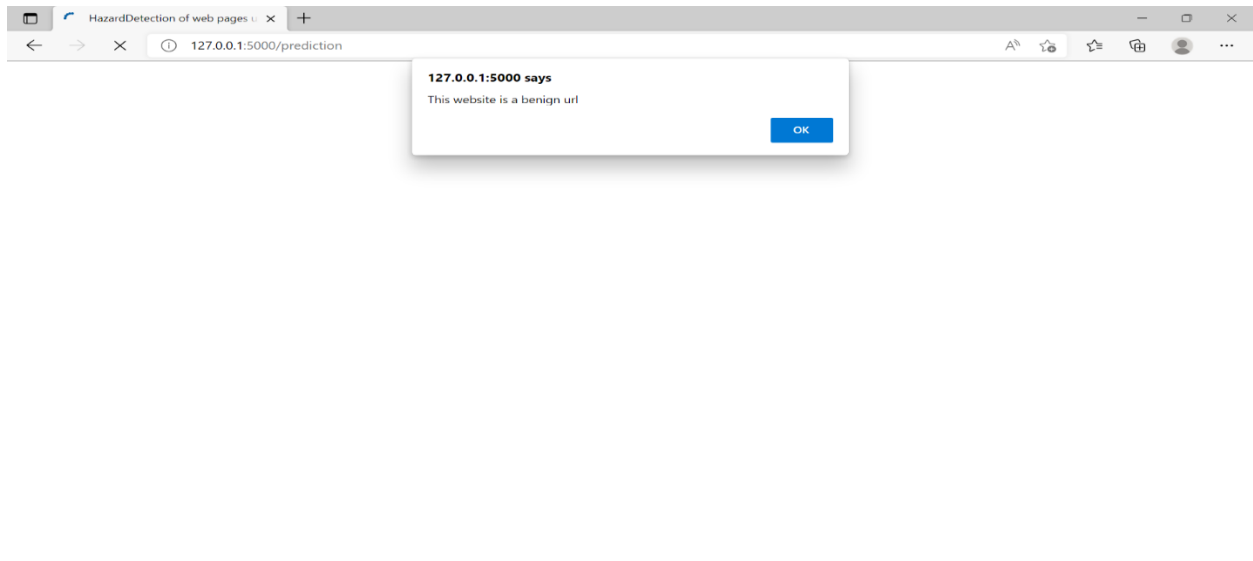 HazardDetection of web pages u
127.0.0.1:5000/prediction
127.0.0.1:5000 says
This website is a benign url
OK